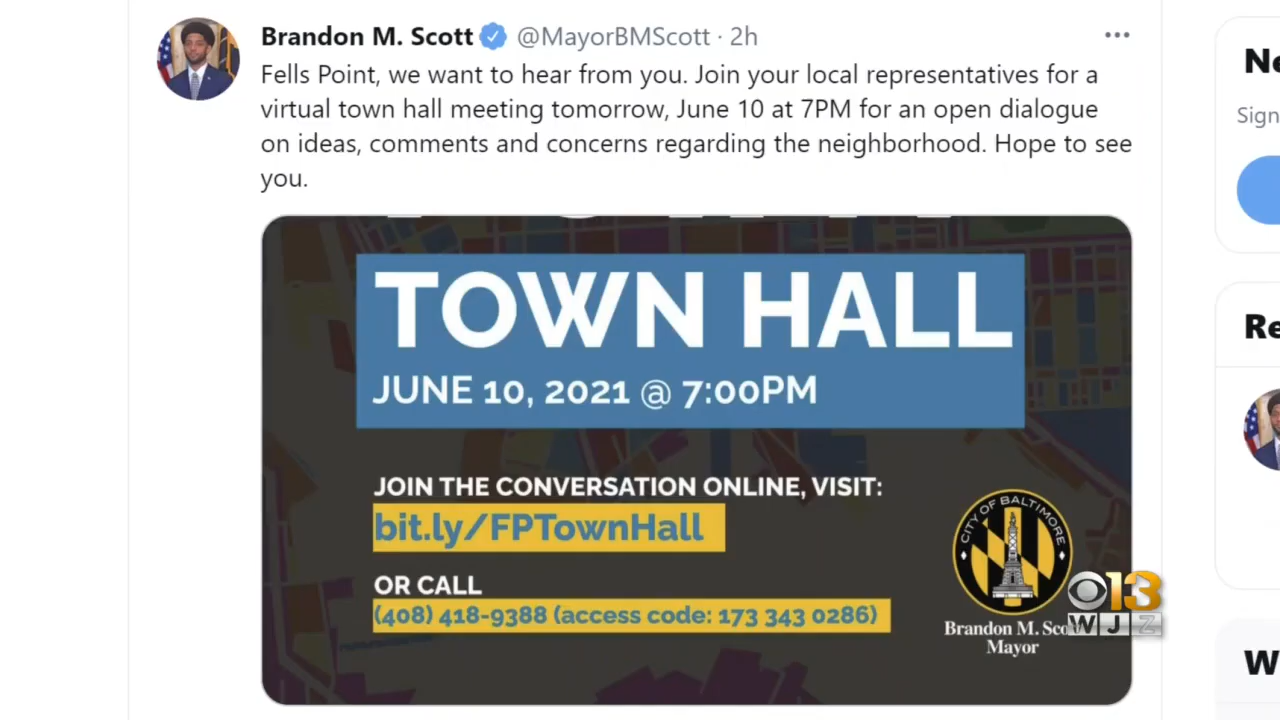 Brandon M. Scott @MayorBMScott · 2h
Fells Point, we want to hear from you. Join your local representatives for a
virtual town hall meeting tomorrow, June 10 at 7PM for an open dialogue
on ideas, comments and concerns regarding the neighborhood. Hope to see
you.
TOWN HALL
JUNE 10, 2021 @ 7:00PM
JOIN THE CONVERSATION ONLINE, VISIT:
bit.ly/FPTownHall
OR CALL
(408) 418-9388 (access code: 173 343 0286)
CITY OF BALTIMORE
Brandon M.
Mayor
13
WJZ